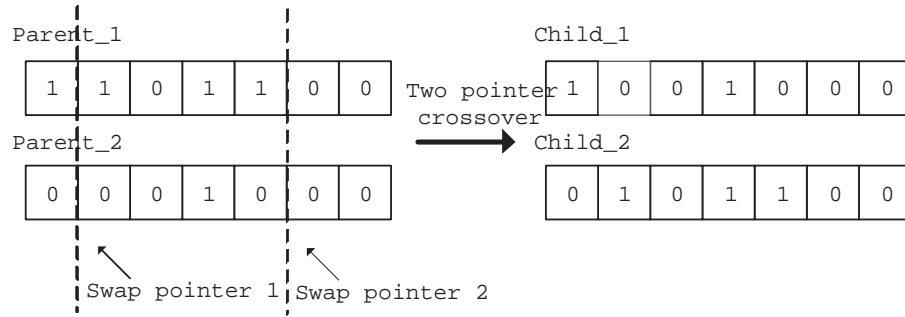 Parent_1
1 1 0 1 1 0 0
Parent_2
0 0 0 1 0 0 0
Swap pointer 1
Swap pointer 2
Two pointer
crossover
Child_1
1 0 0 1 0 0 0
Child_2
0 1 0 1 1 0 0